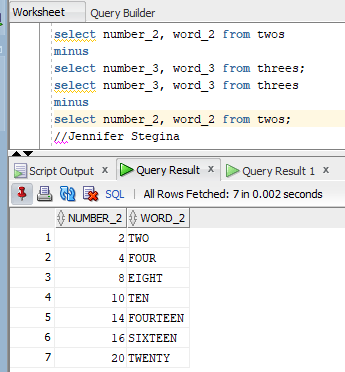 Worksheet Query Builder
select number_2, word_2 from twos
minus
select number_3, word_3 from threes;
select number_3, word_3 from threes
minus
select number_2, word_2 from twos;
//Jennifer Stegina
Script Output x Query Result x Query Result 1 x
SQL | All Rows Fetched: 7 in 0.002 seconds
NUMBER_2 WORD_2
1 2 TWO
2 4 FOUR
3 8 EIGHT
4 10 TEN
5 14 FOURTEEN
6 16 SIXTEEN
7 20 TWENTY